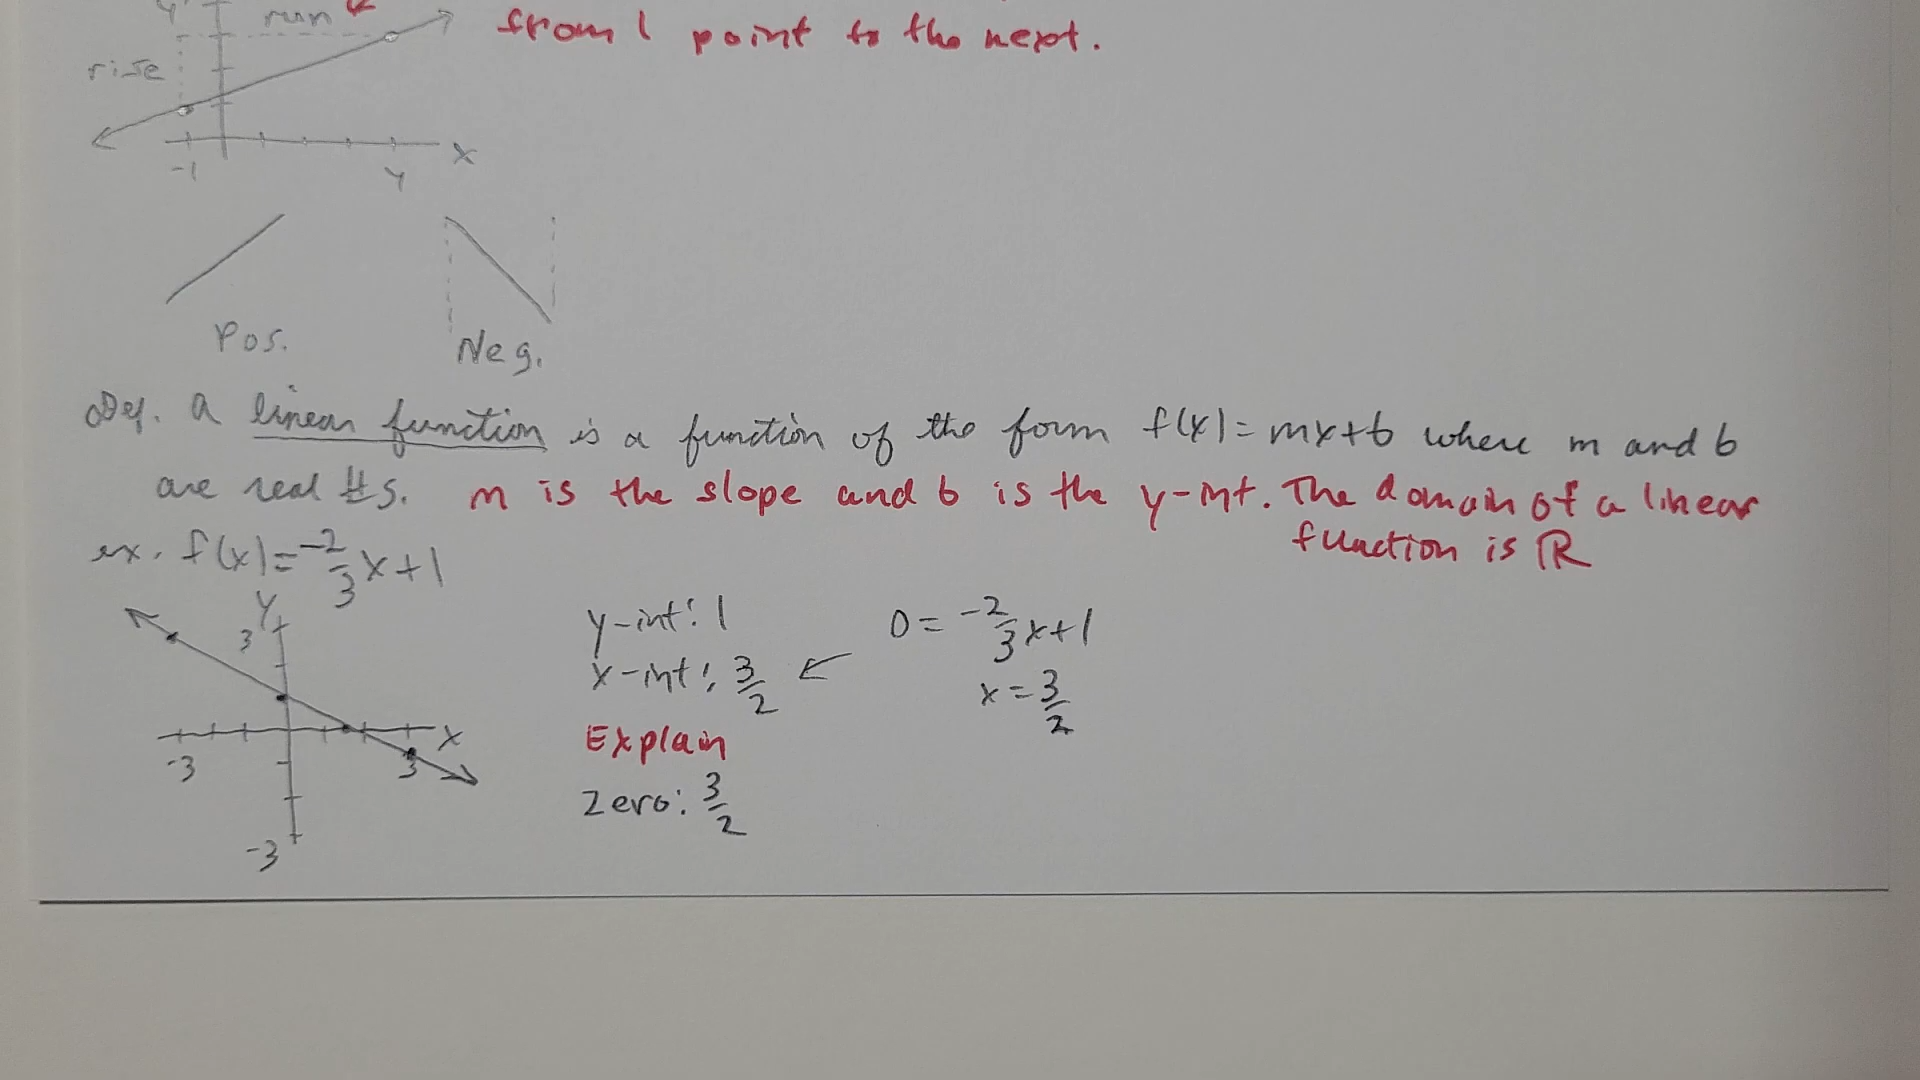 run
from 1 point to the next.
rise
-1
4
x
Pos.
Neg.
Def. A linear function is a function of the form f(x)=mx+b where m and b
are real #s. m is the slope and b is the y-int. The domain of a linear
function is ℝ
ex. f(x)=-2/3x+1
y
3
-3
3
x
-3
y-int: 1
x-int: 3/2 ←
Explain
Zero: 3/2
0=-2/3x+1
x=3/2